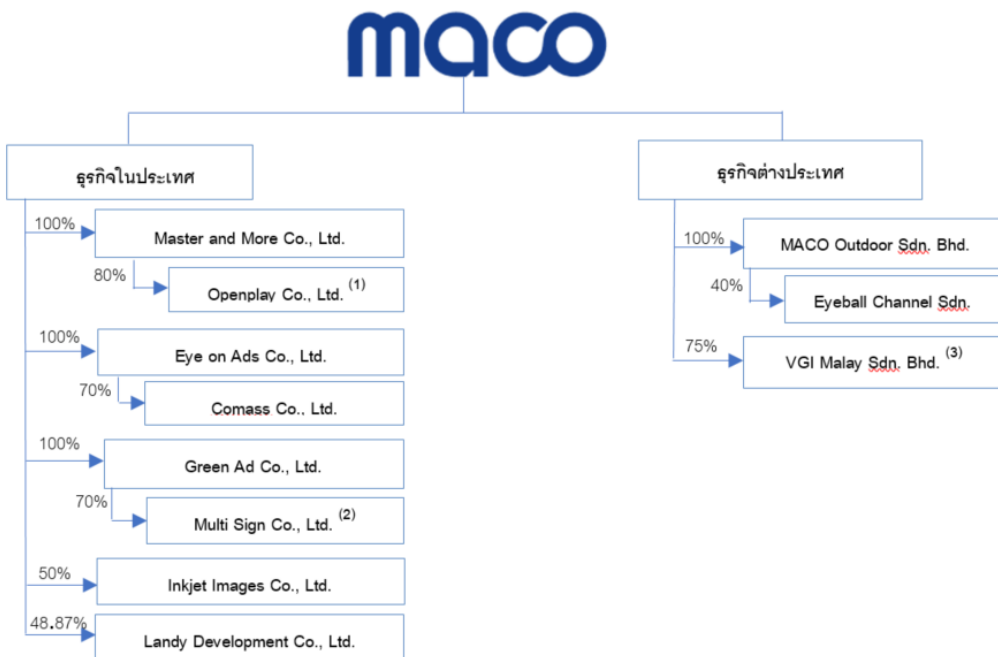 maco
ธุรกิจในประเทศ
100%
Master and More Co., Ltd.
80%
Openplay Co., Ltd. (1)
100%
Eye on Ads Co., Ltd.
70%
Comass Co., Ltd.
100%
Green Ad Co., Ltd.
70%
Multi Sign Co., Ltd. (2)
50%
Inkjet Images Co., Ltd.
48.87%
Landy Development Co., Ltd.
ธุรกิจต่างประเทศ
100%
MACO Outdoor Sdn. Bhd.
40%
Eyeball Channel Sdn.
75%
VGI Malay Sdn. Bhd. (3)